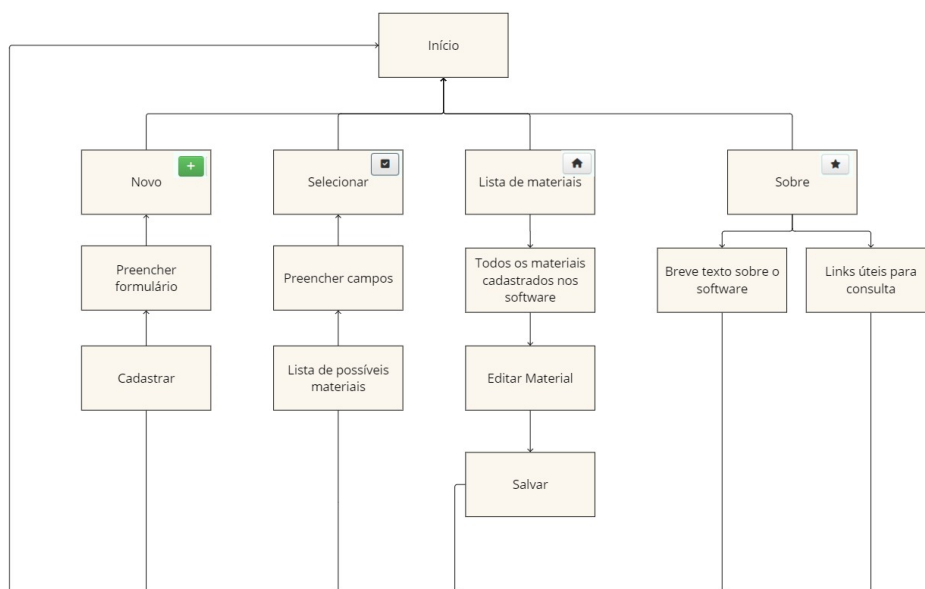 Início
Novo
Selecionar
Lista de materiais
Sobre
Preencher
formulário
Preencher campos
Todos os materiais
cadastrados nos
software
Breve texto sobre o
software
Links úteis para
consulta
Cadastrar
Lista de possíveis
materiais
Editar Material
Salvar